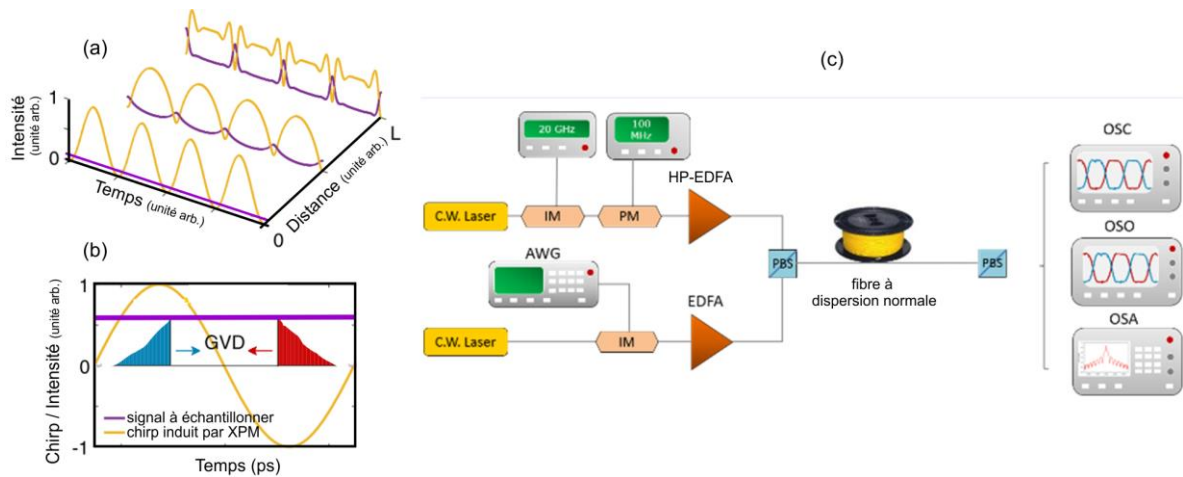 (a)
Intensité
(unité arb.)
1
0
Temps (unité arb.)
0
Distance (unité arb.)
L
(b)
Chirp / Intensité (unité arb.)
1
0
-1
GVD
signal à échantillonner
chirp induit par XPM
Temps (ps)
(c)
20 GHz
100
MHz
HP-EDFA
C.W. Laser
IM
PM
AWG
EDFA
C.W. Laser
IM
PBS
fibre à
dispersion normale
PBS
OSC
OSO
OSA